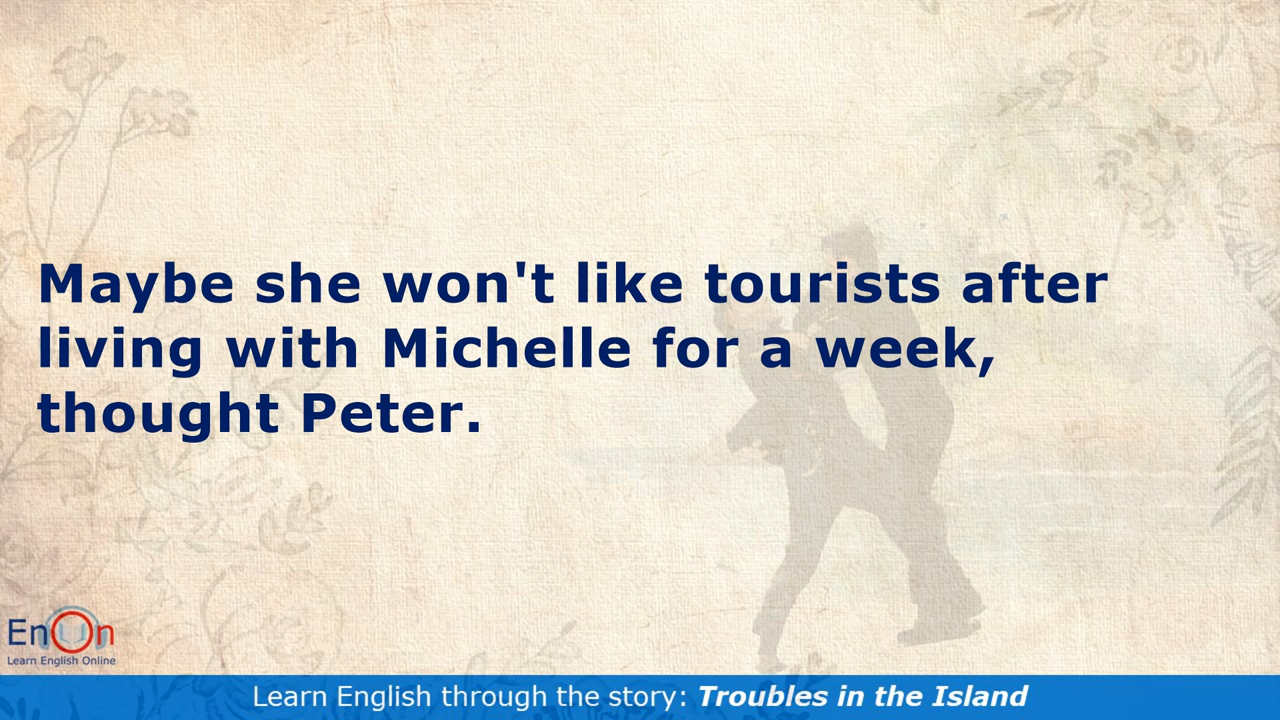 Maybe she won't like tourists after
living with Michelle for a week,
thought Peter.
EnOn
Learn English Online
Learn English through the story: Troubles in the Island